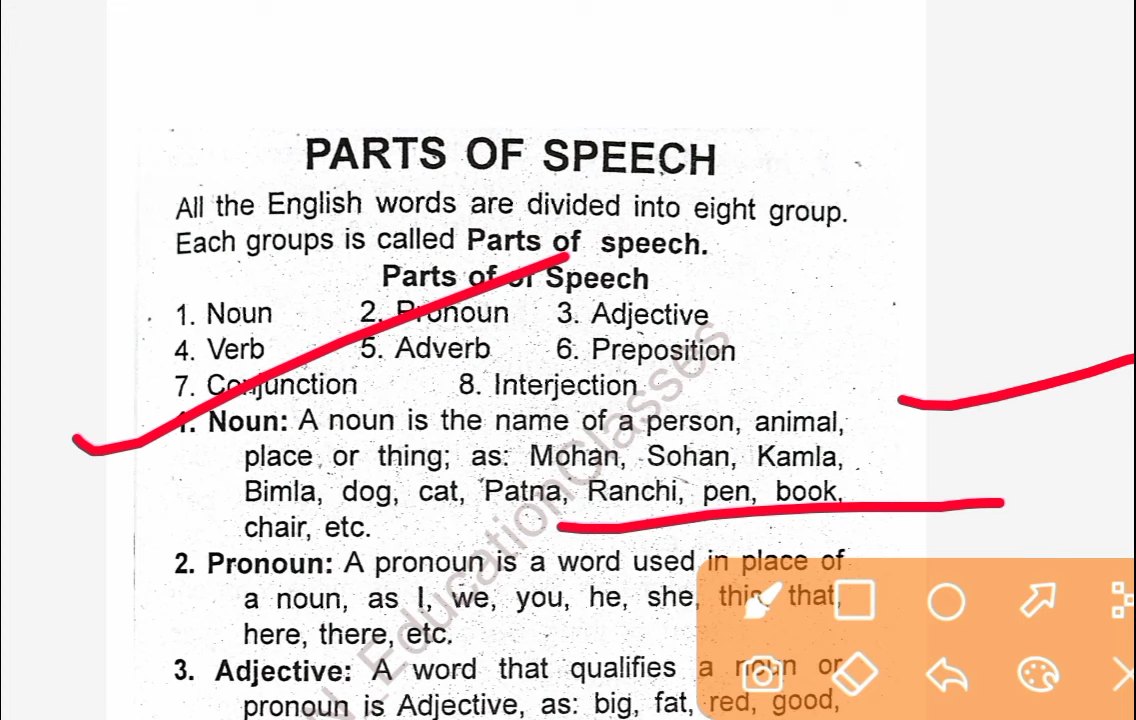 PARTS OF SPEECH
All the English words are divided into eight group.
Each groups is called Parts of speech.
Parts of of Speech
1. Noun 2. Pronoun 3. Adjective
4. Verb 5. Adverb 6. Preposition
7. Conjunction 8. Interjection
1. Noun: A noun is the name of a person, animal,
place or thing; as: Mohan, Sohan, Kamla,
Bimla, dog, cat, Patna, Ranchi, pen, book,
chair, etc.
2. Pronoun: A pronoun is a word used in place of
a noun, as I, we, you, he, she, this, that,
here, there, etc.
3. Adjective: A word that qualifies a noun or
pronoun is Adjective, as: big, fat, red, good,
EducationClasses